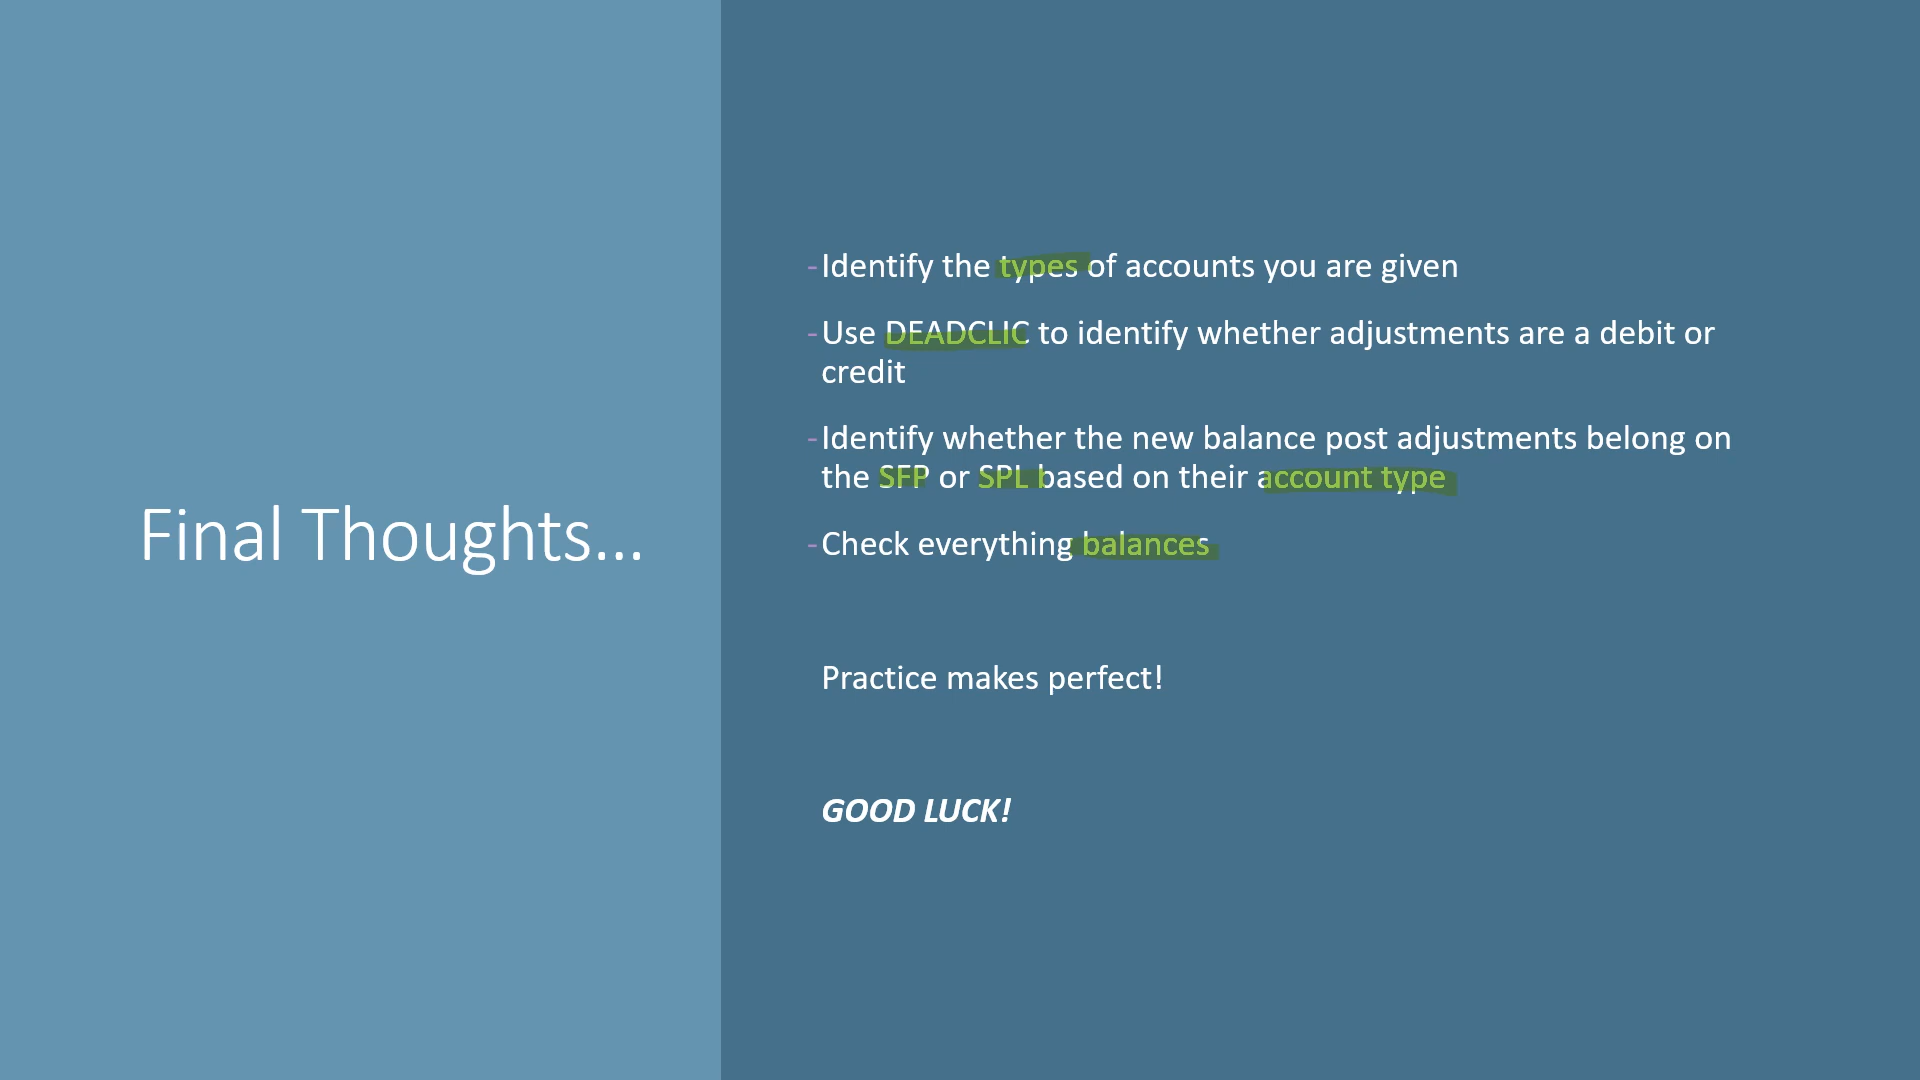 Final Thoughts...
-Identify the types of accounts you are given
-Use DEADCLIC to identify whether adjustments are a debit or
credit
-Identify whether the new balance post adjustments belong on
the SFP or SPL based on their account type
-Check everything balances
Practice makes perfect!
GOOD LUCK!